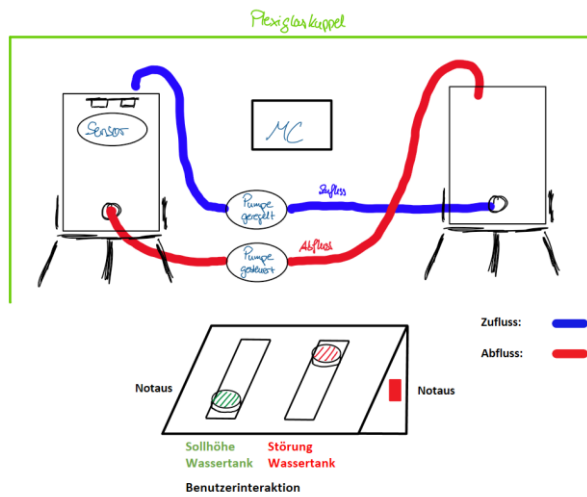 Plexiglaskuppel
Sensor
MC
Pumpe
geregelt
Zufluss
Pumpe
gesteuert
Abfluss
Zufluss:
Abfluss:
Notaus
Notaus
Sollhöhe
Wassertank
Störung
Wassertank
Benutzerinteraktion